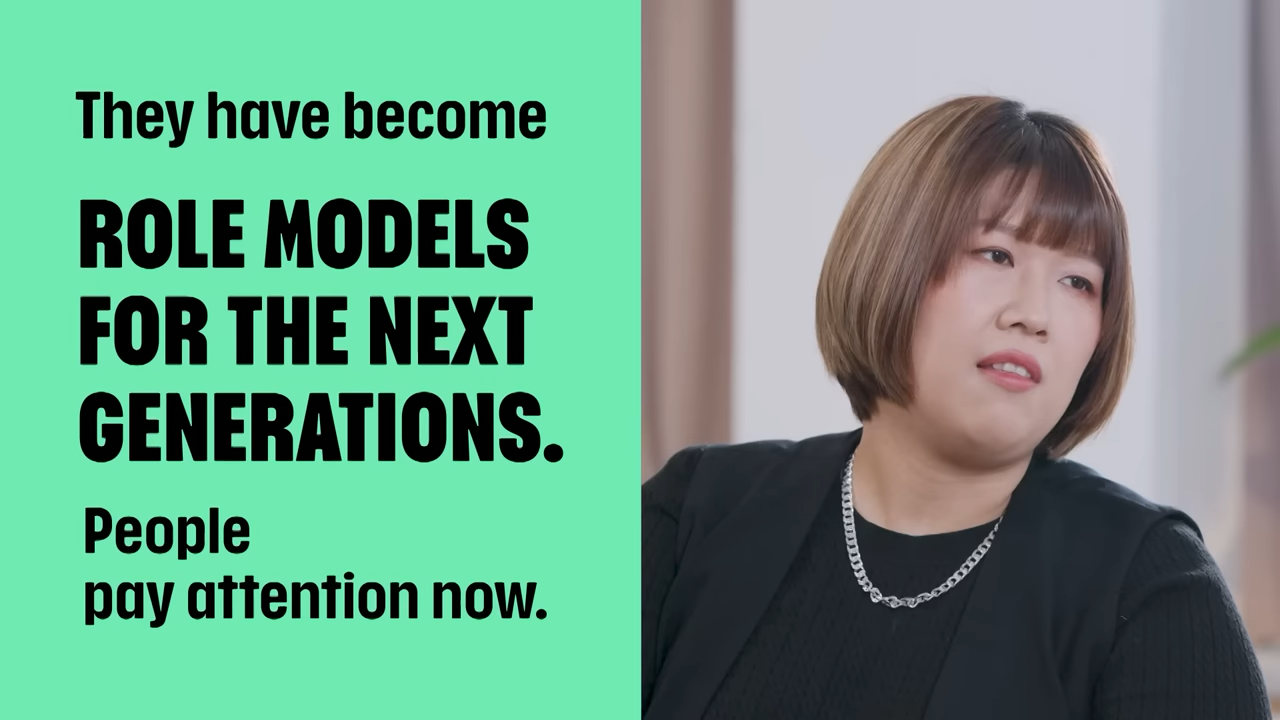 They have become
ROLE MODELS
FOR THE NEXT
GENERATIONS.
People
pay attention now.